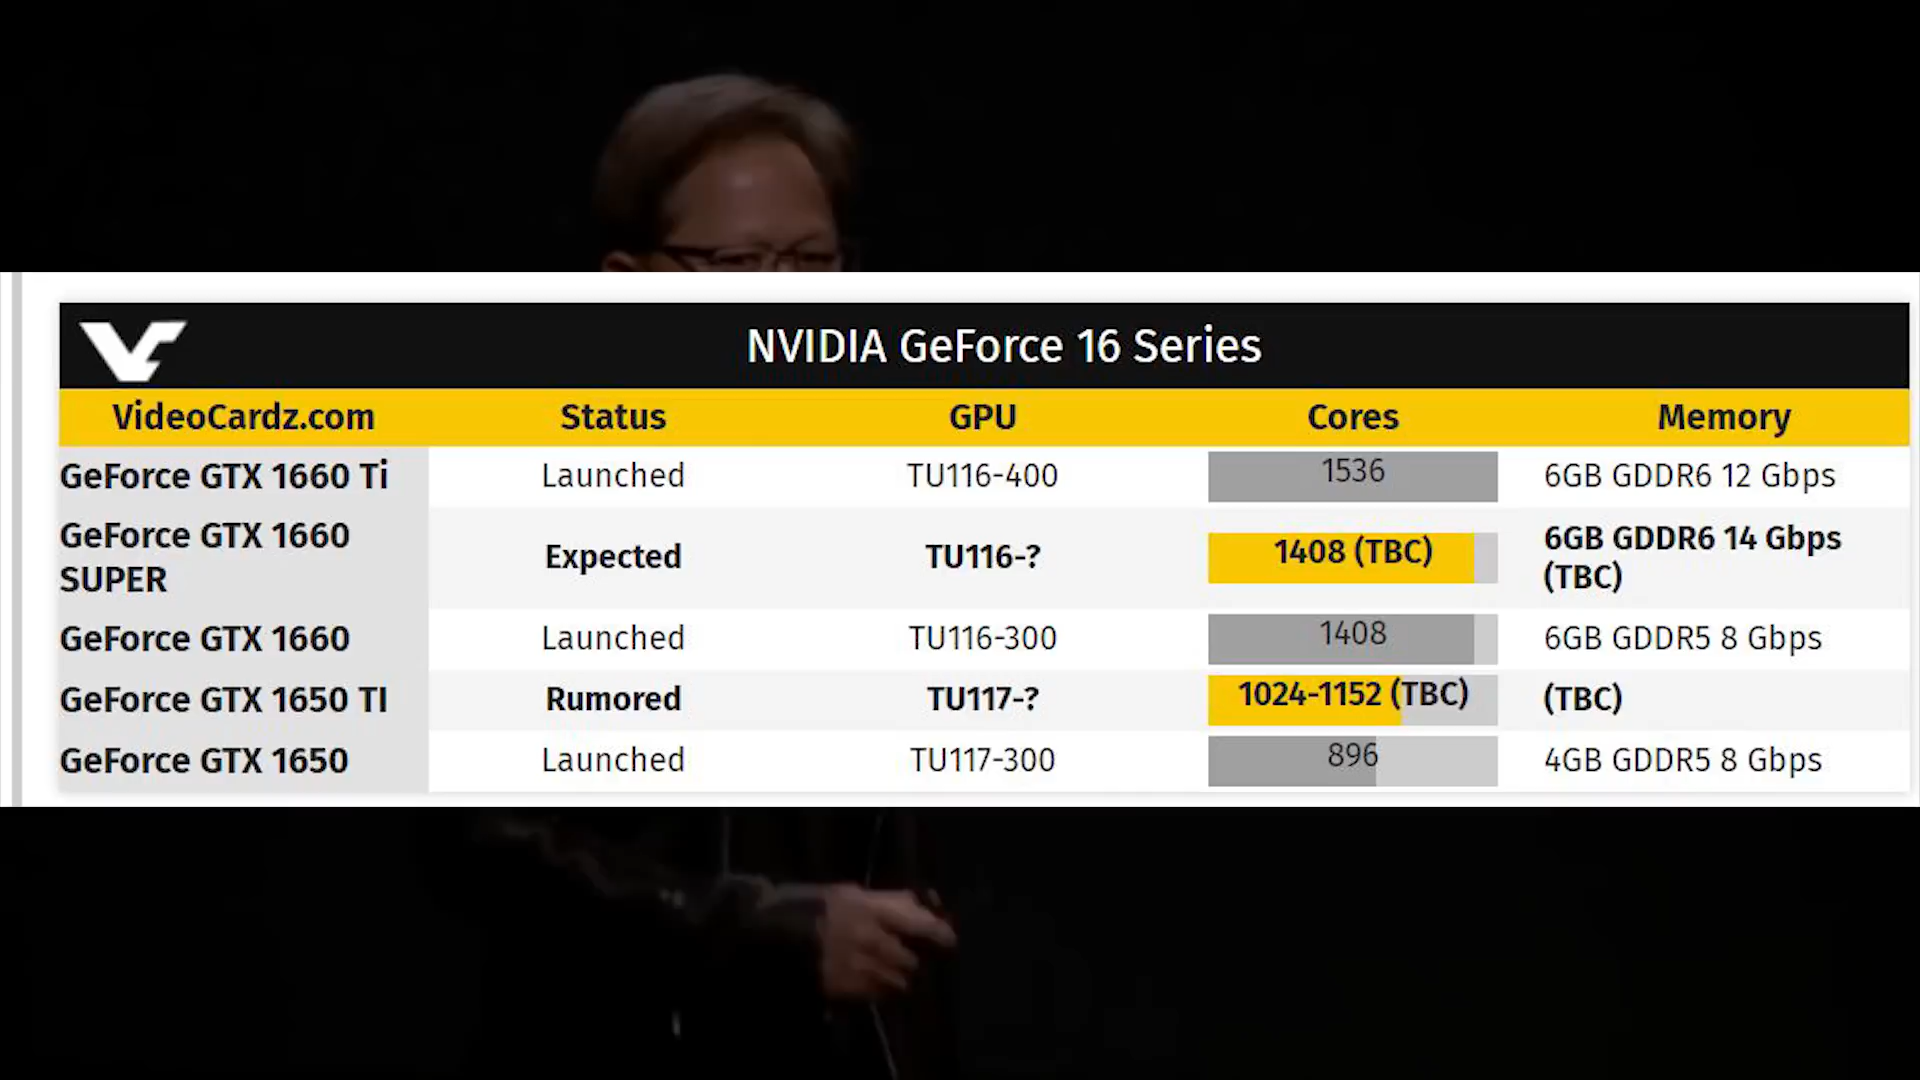 NVIDIA GeForce 16 Series
VideoCardz.com Status GPU Cores Memory
GeForce GTX 1660 Ti Launched TU116-400 1536 6GB GDDR6 12 Gbps
GeForce GTX 1660 SUPER Expected TU116-? 1408 (TBC) 6GB GDDR6 14 Gbps (TBC)
GeForce GTX 1660 Launched TU116-300 1408 6GB GDDR5 8 Gbps
GeForce GTX 1650 TI Rumored TU117-? 1024-1152 (TBC) (TBC)
GeForce GTX 1650 Launched TU117-300 896 4GB GDDR5 8 Gbps